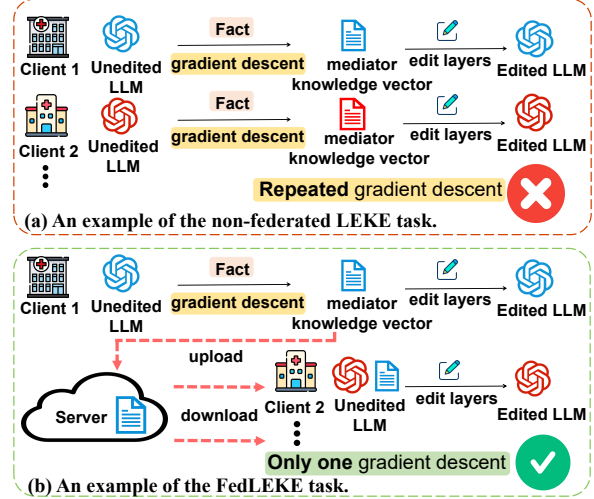 Fact
Client 1
Unedited
LLM
gradient descent
mediator
knowledge vector
edit layers
Edited LLM
Fact
Client 2
Unedited
LLM
gradient descent
mediator
knowledge vector
edit layers
Edited LLM
Repeated gradient descent
(a) An example of the non-federated LEKE task.
Fact
Client 1
Unedited
LLM
gradient descent
mediator
knowledge vector
edit layers
Edited LLM
upload
Server
download
Client 2
Unedited
LLM
edit layers
Edited LLM
Only one gradient descent
(b) An example of the FedLEKE task.